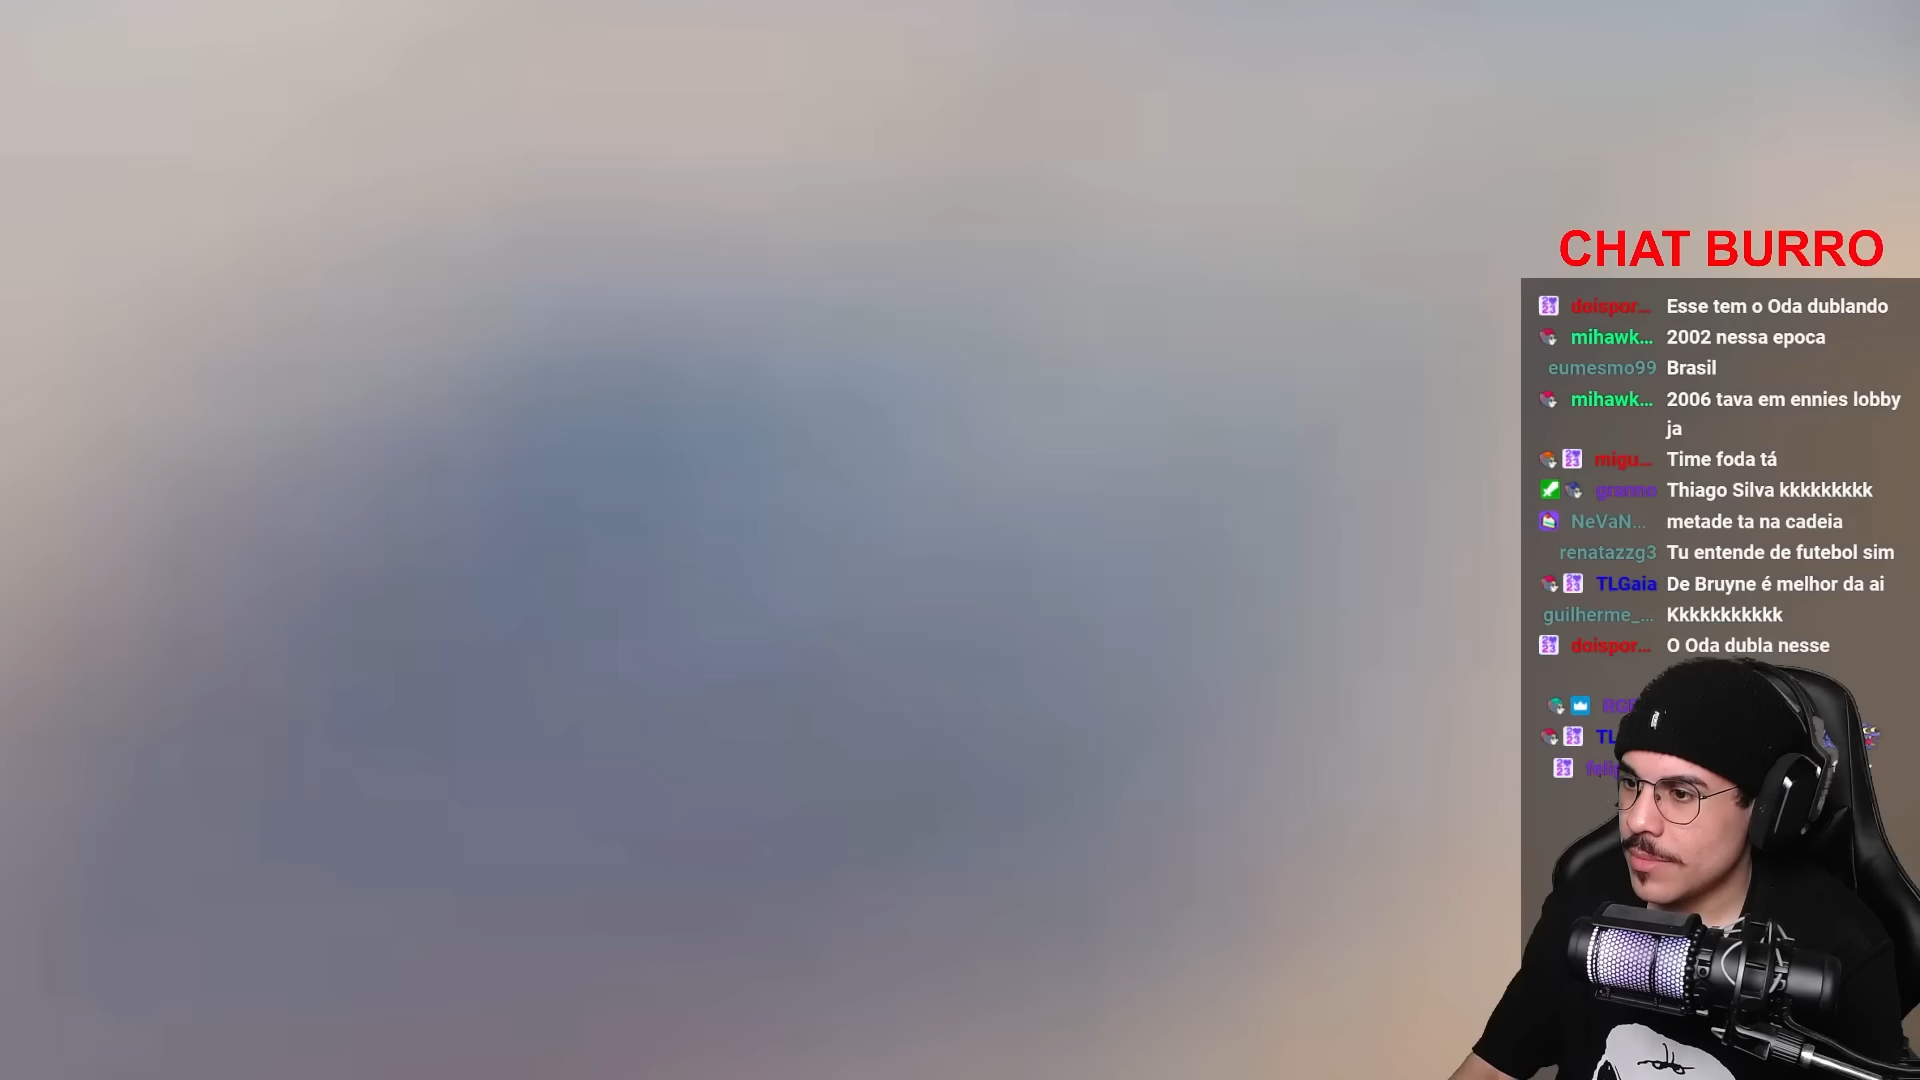 CHAT BURRO
doispor... Esse tem o Oda dublando
mihawk... 2002 nessa epoca
eumesmo99 Brasil
mihawk... 2006 tava em ennies lobby
ja
migu... Time foda tá
granno Thiago Silva kkkkkkkkk
NeVaN... metade ta na cadeia
renatazzg3 Tu entende de futebol sim
TLGaia De Bruyne é melhor da ai
guilherme_... Kkkkkkkkkkk
doispor... O Oda dubla nesse
TL